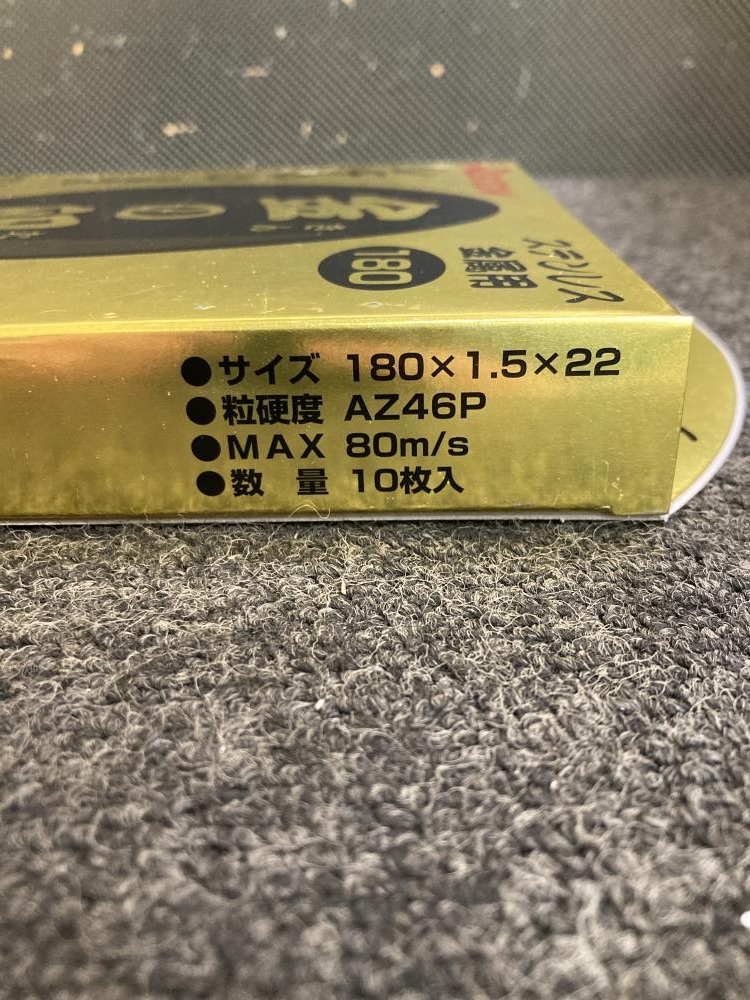 180
ステンレス
金属用
●サイズ 180×1.5×22
●粒硬度 AZ46P
●MAX 80m/s
●数 量 10枚入